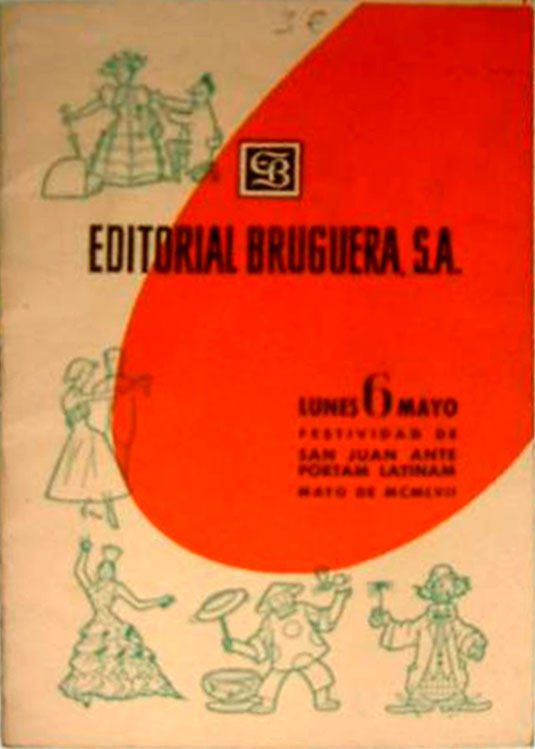 3 €
EB
EDITORIAL BRUGUERA, S.A.
LUNES 6 MAYO
FESTIVIDAD DE
SAN JUAN ANTE
PORTAM LATINAM
MAYO DE MCMLVII